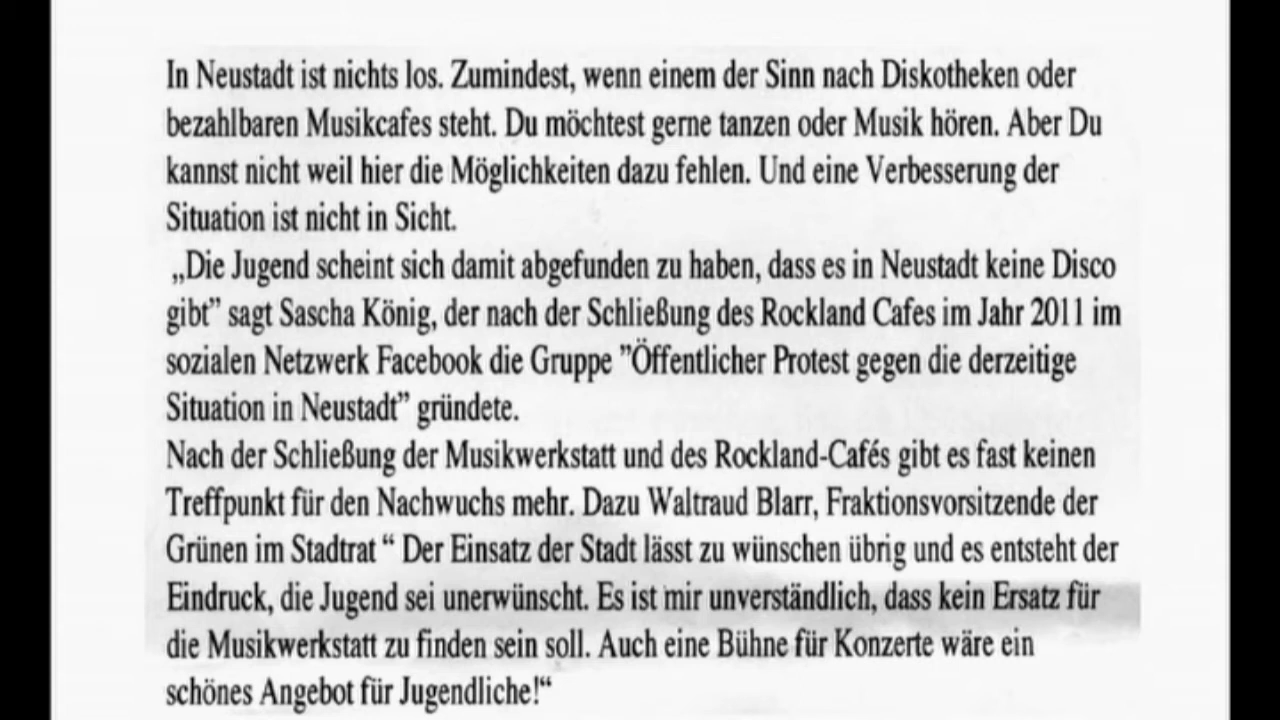 In Neustadt ist nichts los. Zumindest, wenn einem der Sinn nach Diskotheken oder
bezahlbaren Musikcafes steht. Du möchtest gerne tanzen oder Musik hören. Aber Du
kannst nicht weil hier die Möglichkeiten dazu fehlen. Und eine Verbesserung der
Situation ist nicht in Sicht.
„Die Jugend scheint sich damit abgefunden zu haben, dass es in Neustadt keine Disco
gibt” sagt Sascha König, der nach der Schließung des Rockland Cafes im Jahr 2011 im
sozialen Netzwerk Facebook die Gruppe ”Öffentlicher Protest gegen die derzeitige
Situation in Neustadt” gründete.
Nach der Schließung der Musikwerkstatt und des Rockland-Cafés gibt es fast keinen
Treffpunkt für den Nachwuchs mehr. Dazu Waltraud Blarr, Fraktionsvorsitzende der
Grünen im Stadtrat “ Der Einsatz der Stadt lässt zu wünschen übrig und es entsteht der
Eindruck, die Jugend sei unerwünscht. Es ist mir unverständlich, dass kein Ersatz für
die Musikwerkstatt zu finden sein soll. Auch eine Bühne für Konzerte wäre ein
schönes Angebot für Jugendliche!“